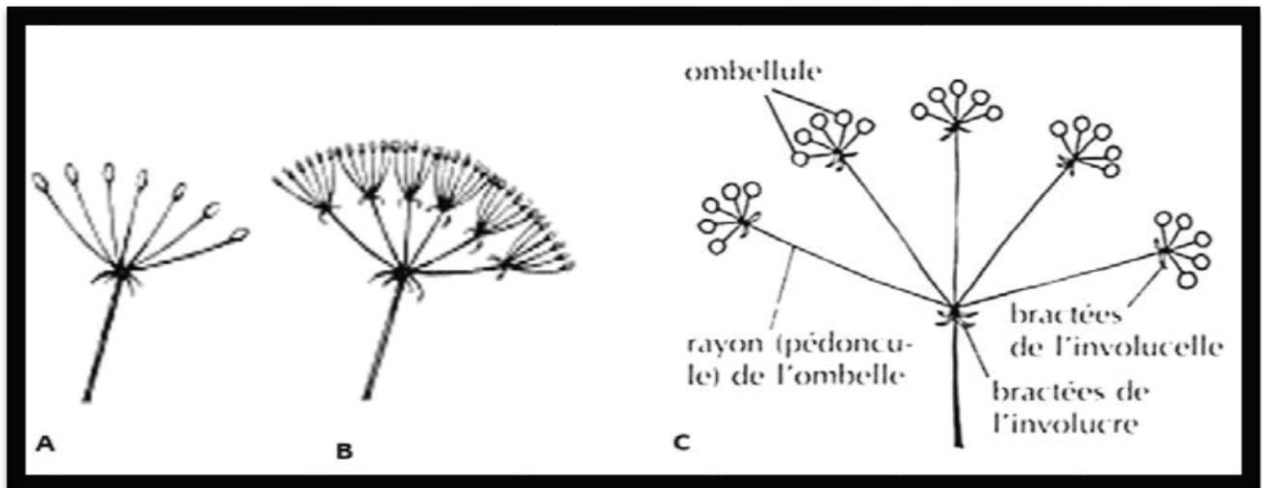 ombellule
rayon (pédoncu-
le) de l'ombelle
bractées
de l'involucelle
bractées de
l'involucre
A
B
C